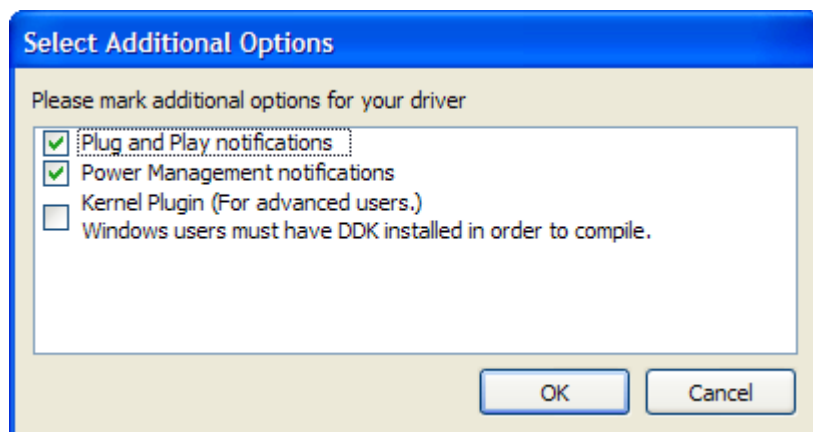 Select Additional Options
Please mark additional options for your driver
Plug and Play notifications
Power Management notifications
Kernel Plugin (For advanced users.)
Windows users must have DDK installed in order to compile.
OK
Cancel